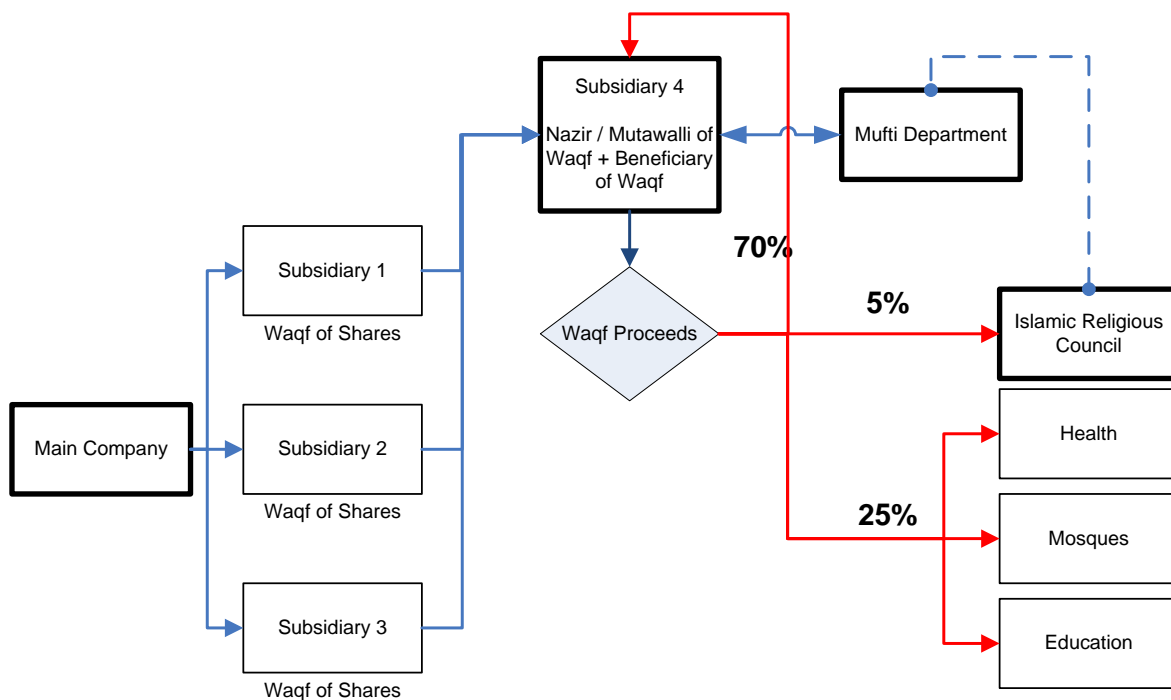 Subsidiary 4
Nazir / Mutawalli of
Waqf + Beneficiary
of Waqf
Mufti Department
70%
Subsidiary 1
Waqf of Shares
5%
Waqf Proceeds
Islamic Religious
Council
Main Company
Subsidiary 2
Waqf of Shares
Health
25%
Mosques
Subsidiary 3
Waqf of Shares
Education